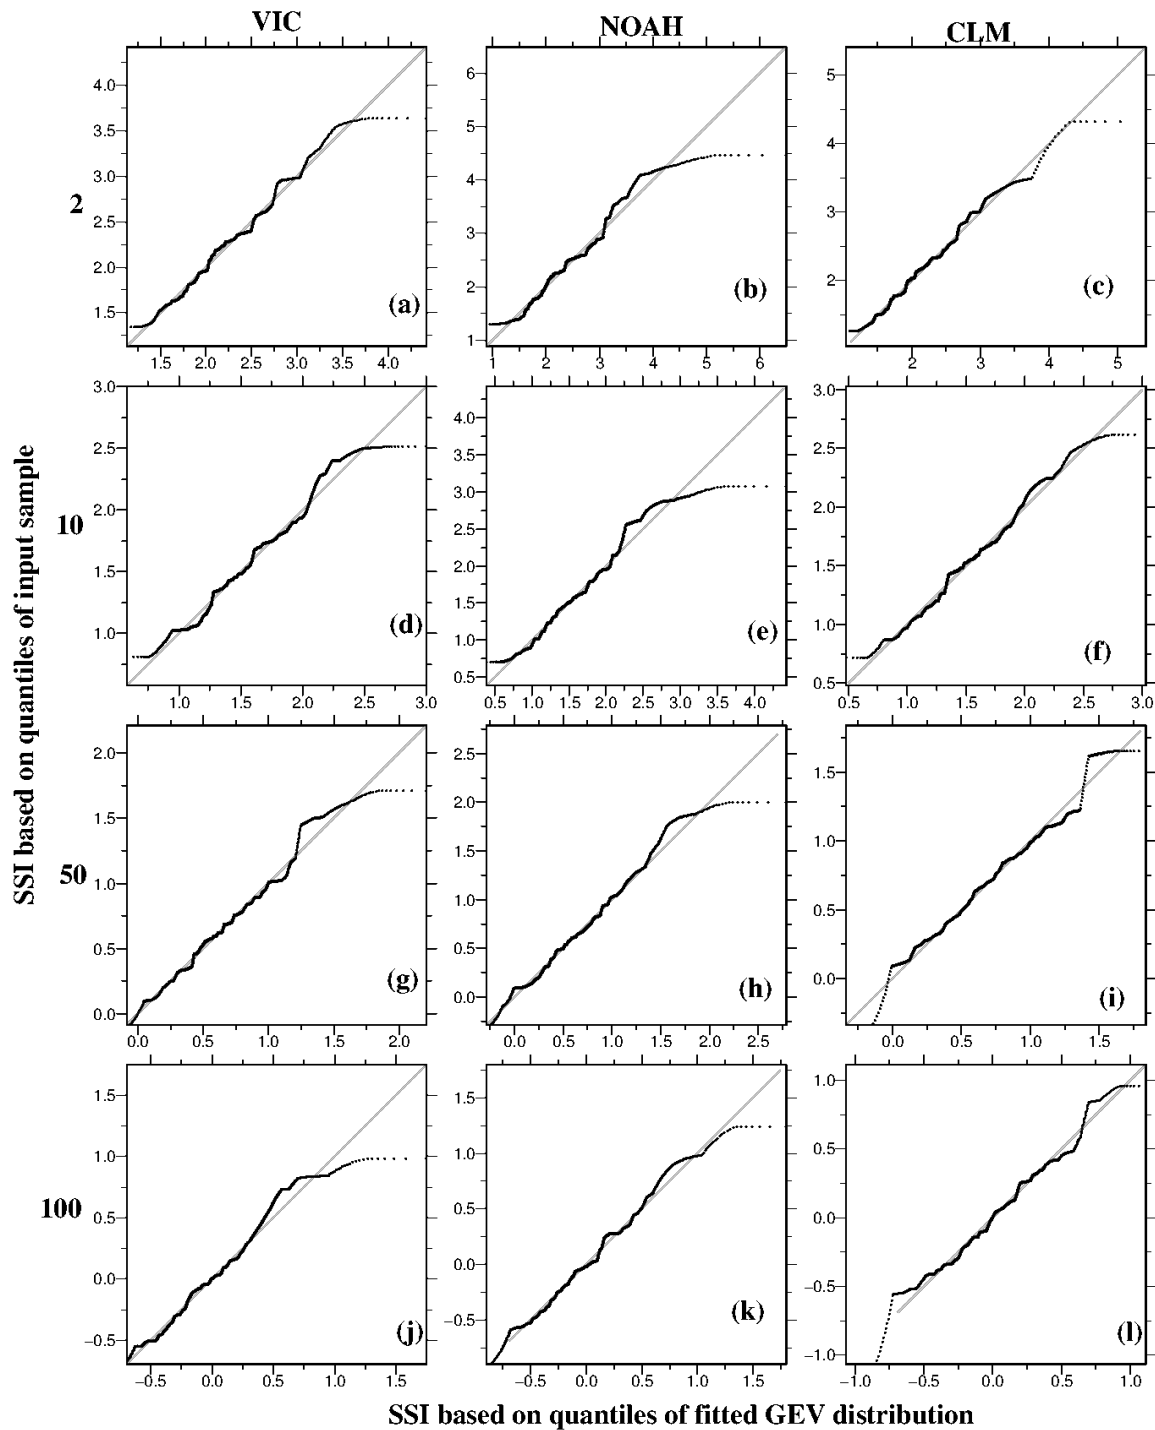 VIC NOAH CLM
SSI based on quantiles of input sample
2
4.0 3.5 3.0 2.5 2.0 1.5
(a)
1.5 2.0 2.5 3.0 3.5 4.0
6 5 4 3 2 1
(b)
1 2 3 4 5 6
5 4 3 2
(c)
2 3 4 5
10
3.0 2.5 2.0 1.5 1.0
(d)
1.0 1.5 2.0 2.5 3.0
4.0 3.5 3.0 2.5 2.0 1.5 1.0 0.5
(e)
0.5 1.0 1.5 2.0 2.5 3.0 3.5 4.0
3.0 2.5 2.0 1.5 1.0 0.5
(f)
0.5 1.0 1.5 2.0 2.5 3.0
50
2.0 1.5 1.0 0.5 0.0
(g)
0.0 0.5 1.0 1.5 2.0
2.5 2.0 1.5 1.0 0.5 0.0
(h)
0.0 0.5 1.0 1.5 2.0 2.5
1.5 1.0 0.5 0.0
(i)
0.0 0.5 1.0 1.5
100
1.5 1.0 0.5 0.0 −0.5
(j)
−0.5 0.0 0.5 1.0 1.5
1.5 1.0 0.5 0.0 −0.5
(k)
−0.5 0.0 0.5 1.0 1.5
1.0 0.5 0.0 −0.5 −1.0
(l)
−1.0 −0.5 0.0 0.5 1.0
SSI based on quantiles of fitted GEV distribution